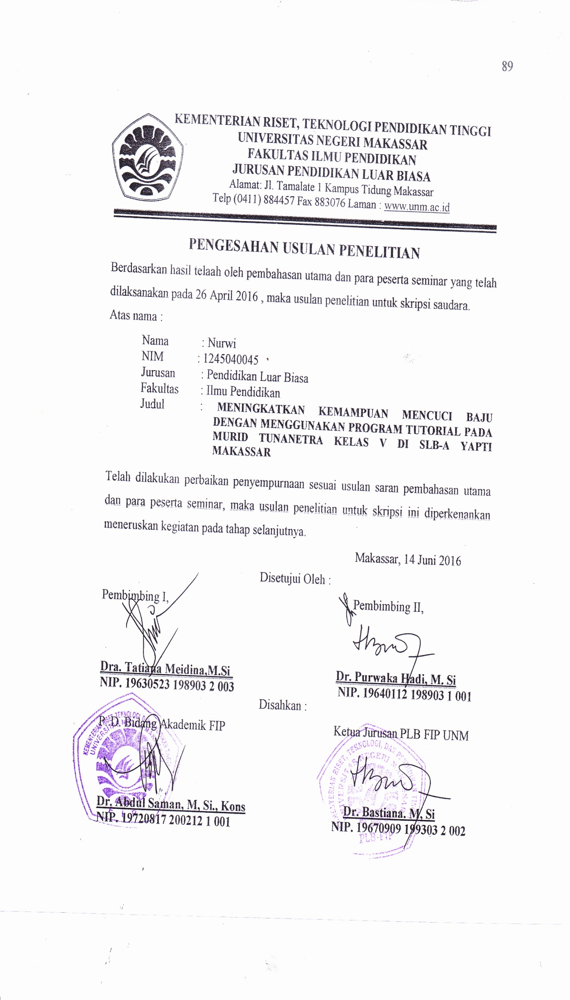 89
KEMENTERIAN RISET, TEKNOLOGI PENDIDIKAN TINGGI
UNIVERSITAS NEGERI MAKASSAR
FAKULTAS ILMU PENDIDIKAN
JURUSAN PENDIDIKAN LUAR BIASA
Alamat: Jl. Tamalate 1 Kampus Tidung Makassar
Telp (0411) 884457 Fax 883076 Laman : www.unm.ac.id
PENGESAHAN USULAN PENELITIAN
Berdasarkan hasil telaah oleh pembahasan utama dan para peserta seminar yang telah
dilaksanakan pada 26 April 2016 , maka usulan penelitian untuk skripsi saudara.
Atas nama :
Nama : Nurwi
NIM : 1245040045
Jurusan : Pendidikan Luar Biasa
Fakultas : Ilmu Pendidikan
Judul : MENINGKATKAN KEMAMPUAN MENCUCI BAJU
DENGAN MENGGUNAKAN PROGRAM TUTORIAL PADA
MURID TUNANETRA KELAS V DI SLB-A YAPTI
MAKASSAR
Telah dilakukan perbaikan penyempurnaan sesuai usulan saran pembahasan utama
dan para peserta seminar, maka usulan penelitian untuk skripsi ini diperkenankan
meneruskan kegiatan pada tahap selanjutnya.
Makassar, 14 Juni 2016
Disetujui Oleh :
Pembimbing I,
Pembimbing II,
Dra. Tatiana Meidina,M.Si
NIP. 19630523 198903 2 003
Dr. Purwaka Hadi, M. Si
NIP. 19640112 198903 1 001
Disahkan :
P. D. Bidang Akademik FIP
Ketua Jurusan PLB FIP UNM
Dr. Abdul Saman, M, Si., Kons
NIP. 19720817 200212 1 001
Dr. Bastiana. M, Si
NIP. 19670909 199303 2 002
PLB-FIP